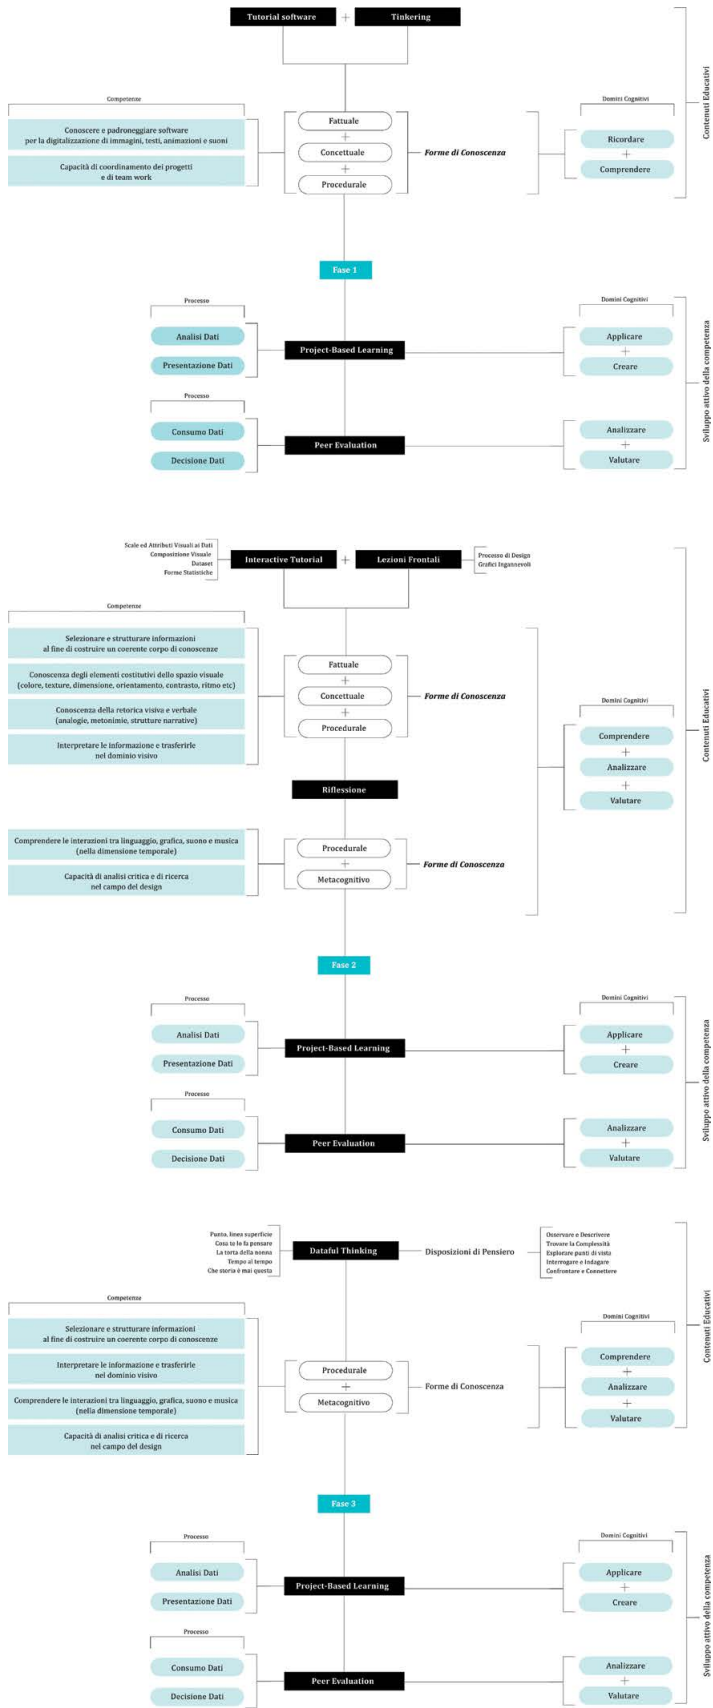 Tutorial software + Tinkering
Contenuti Educativi
Competenze
Domini Cognitivi
Conoscere e padroneggiare software
per la digitalizzazione di immagini, testi, animazioni e suoni
Capacità di coordinamento dei progetti
e di team work
Fattuale
+
Concettuale
+
Procedurale
Forme di Conoscenza
Ricordare
+
Comprendere
Fase 1
Sviluppo attivo della competenza
Processo
Analisi Dati
Presentazione Dati
Project-Based Learning
Domini Cognitivi
Applicare
+
Creare
Processo
Consumo Dati
Decisione Dati
Peer Evaluation
Analizzare
+
Valutare
Scale ed Attributi Visuali ai Dati
Composizione Visuale
Dataset
Forme Statistiche
Interactive Tutorial + Lezioni Frontali
Processo di Design
Grafici Ingannevoli
Contenuti Educativi
Competenze
Selezionare e strutturare informazioni
al fine di costruire un coerente corpo di conoscenze
Conoscenza degli elementi costitutivi dello spazio visuale
(colore, texture, dimensione, orientamento, contrasto, ritmo etc)
Conoscenza della retorica visiva e verbale
(analogie, metonimie, strutture narrative)
Interpretare le informazione e trasferirle
nel dominio visivo
Fattuale
+
Concettuale
+
Procedurale
Forme di Conoscenza
Domini Cognitivi
Comprendere
+
Analizzare
+
Valutare
Riflessione
Comprendere le interazioni tra linguaggio, grafica, suono e musica
(nella dimensione temporale)
Capacità di analisi critica e di ricerca
nel campo del design
Procedurale
+
Metacognitivo
Forme di Conoscenza
Fase 2
Sviluppo attivo della competenza
Processo
Analisi Dati
Presentazione Dati
Project-Based Learning
Domini Cognitivi
Applicare
+
Creare
Processo
Consumo Dati
Decisione Dati
Peer Evaluation
Analizzare
+
Valutare
Punto, linea superficie
Cosa te lo fa pensare
La torta della nonna
Tempo al tempo
Che storia è mai questa
Dataful Thinking
Disposizioni di Pensiero
Osservare e Descrivere
Trovare la Complessità
Esplorare punti di vista
Interrogare e Indagare
Confrontare e Connettere
Contenuti Educativi
Competenze
Selezionare e strutturare informazioni
al fine di costruire un coerente corpo di conoscenze
Interpretare le informazione e trasferirle
nel dominio visivo
Comprendere le interazioni tra linguaggio, grafica, suono e musica
(nella dimensione temporale)
Capacità di analisi critica e di ricerca
nel campo del design
Procedurale
+
Metacognitivo
Forme di Conoscenza
Domini Cognitivi
Comprendere
+
Analizzare
+
Valutare
Fase 3
Sviluppo attivo della competenza
Processo
Analisi Dati
Presentazione Dati
Project-Based Learning
Domini Cognitivi
Applicare
+
Creare
Processo
Consumo Dati
Decisione Dati
Peer Evaluation
Analizzare
+
Valutare